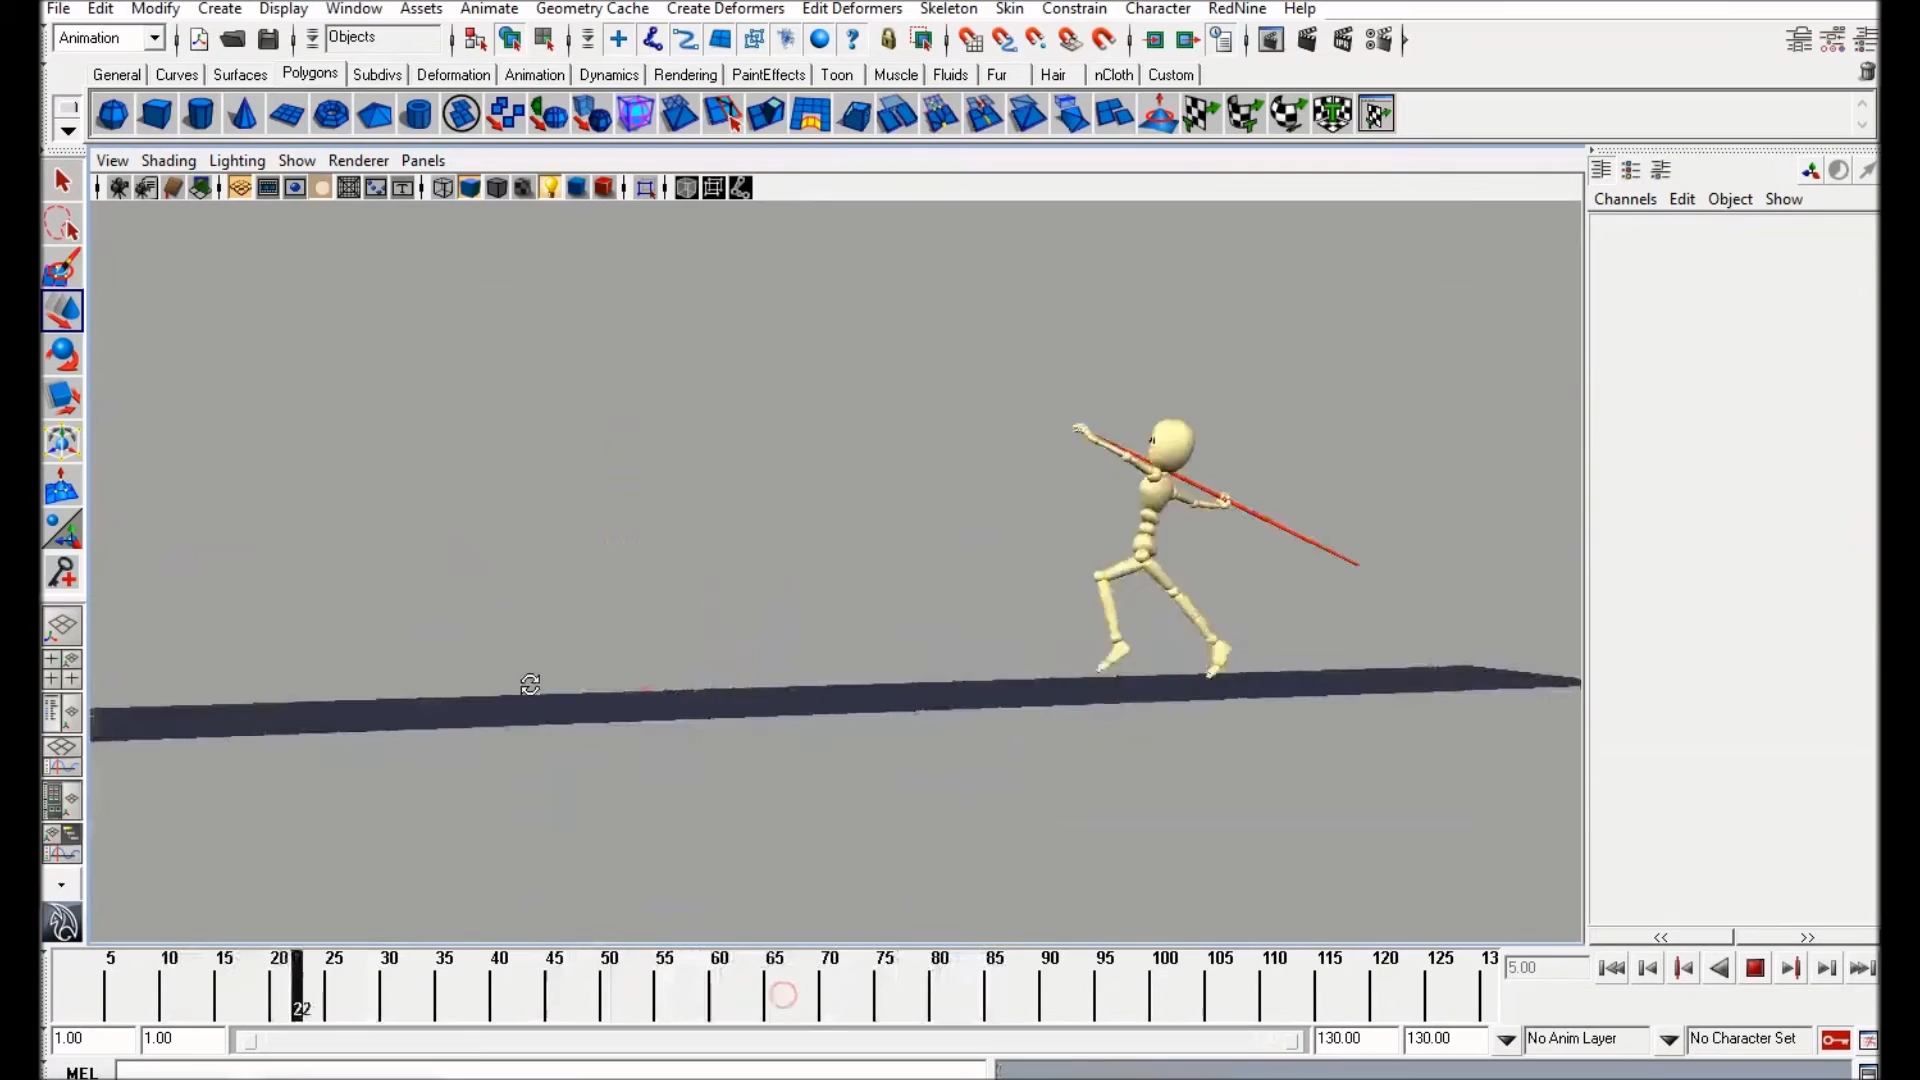 File Edit Modify Create Display Window Assets Animate Geometry Cache Create Deformers Edit Deformers Skeleton Skin Constrain Character RedNine Help
Animation Objects
General Curves Surfaces Polygons Subdivs Deformation Animation Dynamics Rendering PaintEffects Toon Muscle Fluids Fur Hair nCloth Custom
View Shading Lighting Show Renderer Panels
Channels Edit Object Show
<< >>
5 10 15 20 25 30 35 40 45 50 55 60 65 70 75 80 85 90 95 100 105 110 115 120 125 13
22
5.00
1.00 1.00 130.00 130.00 No Anim Layer No Character Set
MEL